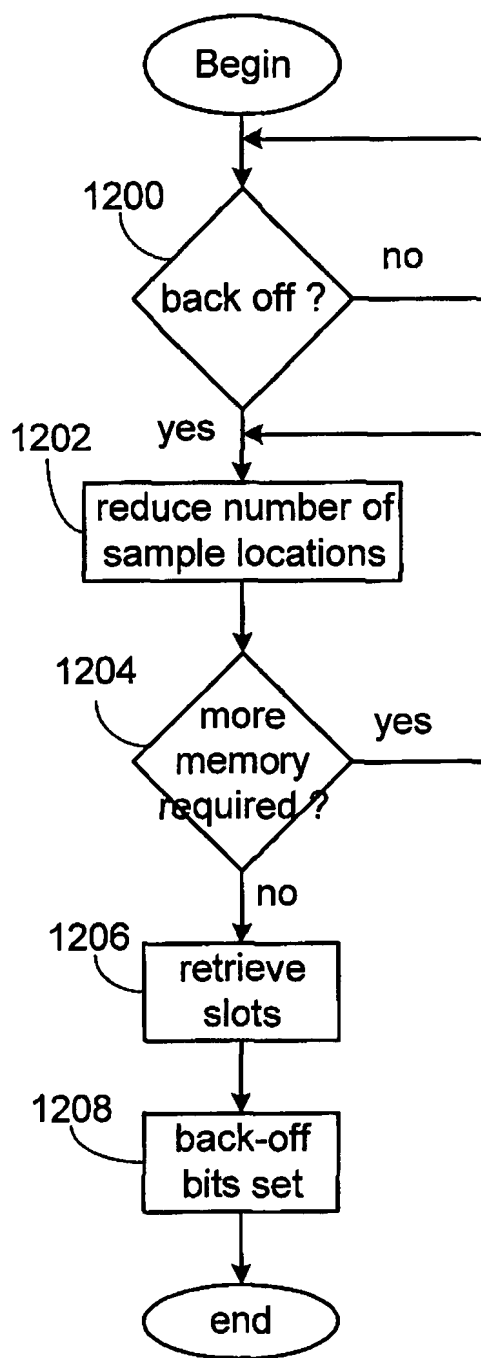 Begin
1200
back off ?
no
yes
1202
reduce number of
sample locations
1204
more
memory
required ?
yes
no
1206
retrieve
slots
1208
back-off
bits set
end